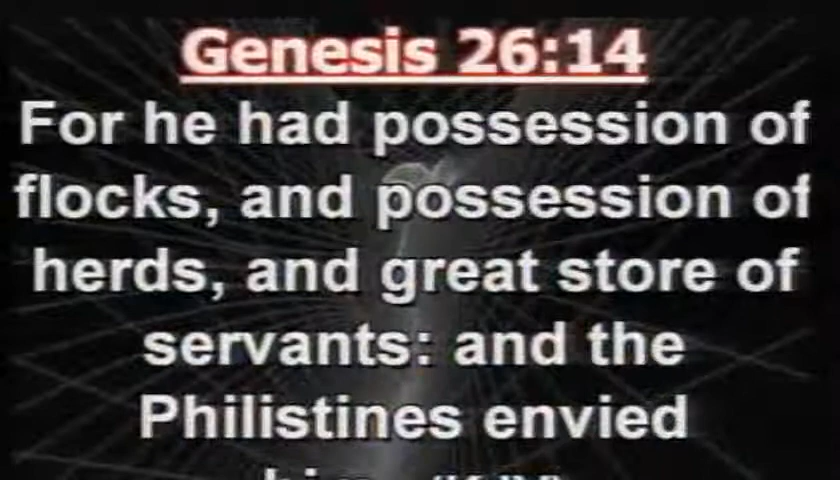 Genesis 26:14
For he had possession of
flocks, and possession of
herds, and great store of
servants: and the
Philistines envied